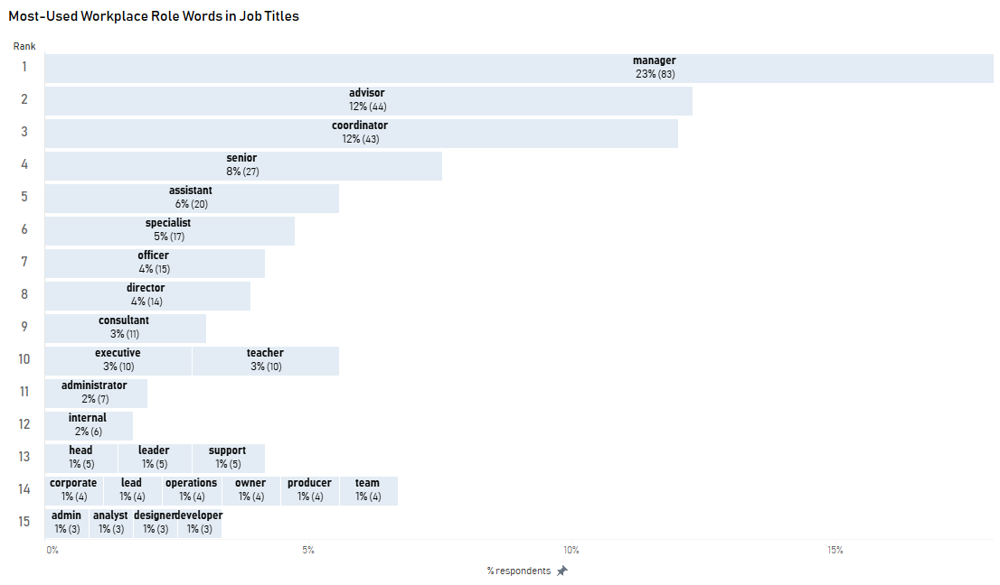 Most-Used Workplace Role Words in Job Titles
Rank
1
manager
23% (83)
2
advisor
12% (44)
3
coordinator
12% (43)
4
senior
8% (27)
5
assistant
6% (20)
6
specialist
5% (17)
7
officer
4% (15)
8
director
4% (14)
9
consultant
3% (11)
10
executive teacher
3% (10) 3% (10)
11
administrator
2% (7)
12
internal
2% (6)
13
head leader support
1% (5) 1% (5) 1% (5)
14
corporate lead operations owner producer team
1% (4) 1% (4) 1% (4) 1% (4) 1% (4) 1% (4)
15
admin analyst designer developer
1% (3) 1% (3) 1% (3) 1% (3)
0% 5% 10% 15%
% respondents